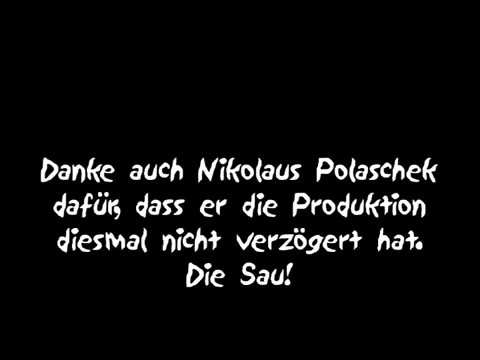 Danke auch Nikolaus Polaschek
dafür, dass er die Produktion
diesmal nicht verzögert hat.
Die Sau!